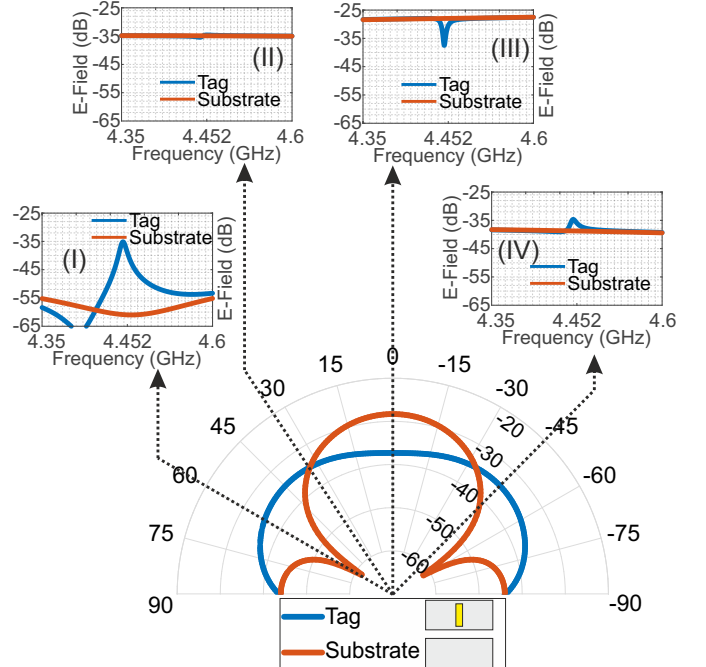 -25
-35
-45
-55
-65
E-Field (dB)
(II)
Tag
Substrate
4.35
4.452
4.6
Frequency (GHz)
-25
-35
-45
-55
-65
E-Field (dB)
(III)
Tag
Substrate
4.35
4.452
4.6
Frequency (GHz)
-25
-35
-45
-55
-65
E-Field (dB)
(I)
Tag
Substrate
4.35
4.452
4.6
Frequency (GHz)
-25
-35
-45
-55
-65
E-Field (dB)
(IV)
Tag
Substrate
4.35
4.452
4.6
Frequency (GHz)
90
75
60
45
30
15
0
-15
-30
-45
-60
-75
-90
-20
-30
-40
-50
-60
Tag
Substrate